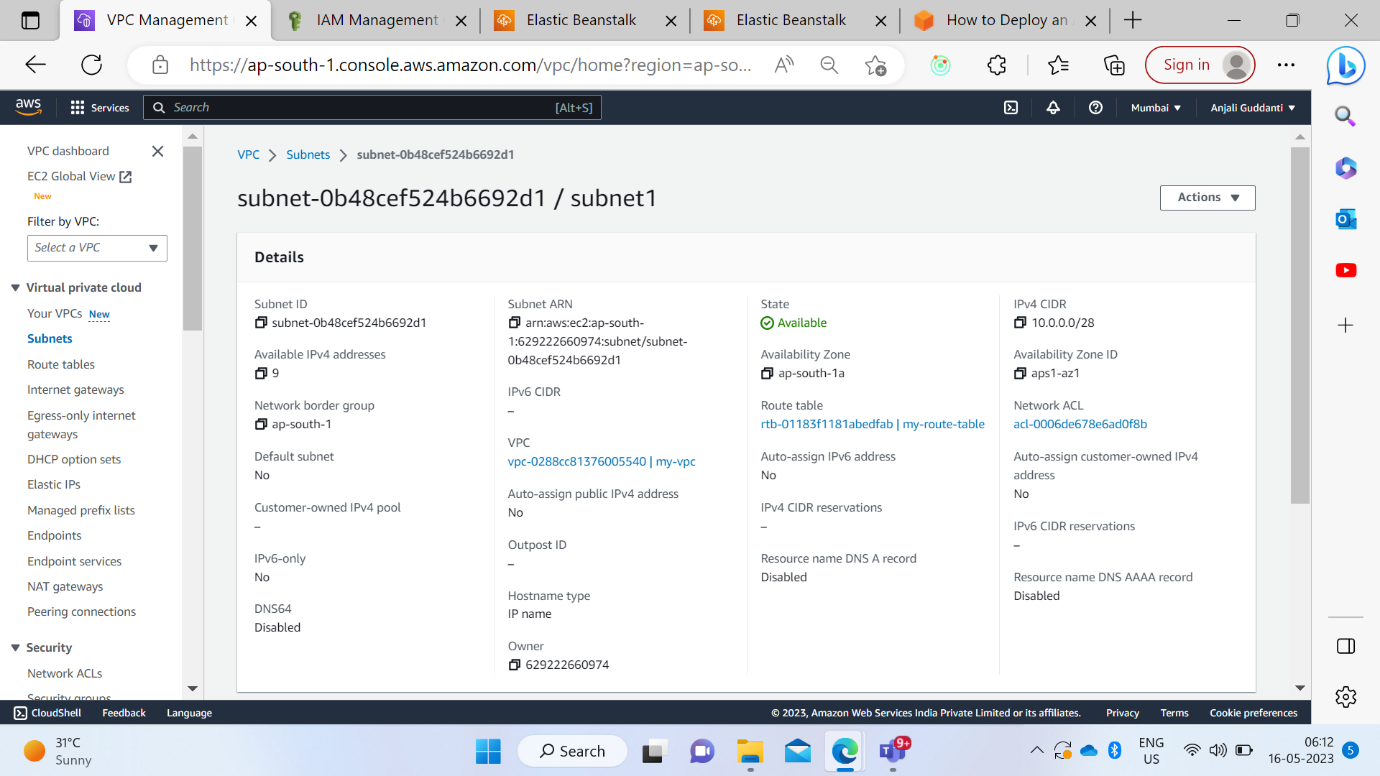 VPC Management
IAM Management
Elastic Beanstalk
Elastic Beanstalk
How to Deploy an
https://ap-south-1.console.aws.amazon.com/vpc/home?region=ap-so...
Sign in
aws
Services
Search
[Alt+S]
Mumbai
Anjali Guddanti
VPC dashboard
EC2 Global View
New
Filter by VPC:
Select a VPC
Virtual private cloud
Your VPCs New
Subnets
Route tables
Internet gateways
Egress-only internet
gateways
DHCP option sets
Elastic IPs
Managed prefix lists
Endpoints
Endpoint services
NAT gateways
Peering connections
Security
Network ACLs
Security groups
VPC > Subnets > subnet-0b48cef524b6692d1
subnet-0b48cef524b6692d1 / subnet1
Actions
Details
Subnet ID
subnet-0b48cef524b6692d1
Available IPv4 addresses
9
Network border group
ap-south-1
Default subnet
No
Customer-owned IPv4 pool
–
IPv6-only
No
DNS64
Disabled
Subnet ARN
arn:aws:ec2:ap-south-
1:629222660974:subnet/subnet-
0b48cef524b6692d1
IPv6 CIDR
–
VPC
vpc-0288cc81376005540 | my-vpc
Auto-assign public IPv4 address
No
Outpost ID
–
Hostname type
IP name
Owner
629222660974
State
Available
Availability Zone
ap-south-1a
Route table
rtb-01183f1181abedfab | my-route-table
Auto-assign IPv6 address
No
IPv4 CIDR reservations
–
Resource name DNS A record
Disabled
IPv4 CIDR
10.0.0.0/28
Availability Zone ID
aps1-az1
Network ACL
acl-0006de678e6ad0f8b
Auto-assign customer-owned IPv4
address
No
IPv6 CIDR reservations
–
Resource name DNS AAAA record
Disabled
CloudShell
Feedback
Language
© 2023, Amazon Web Services India Private Limited or its affiliates.
Privacy
Terms
Cookie preferences
31°C
Sunny
Search
9+
ENG
US
06:12
16-05-2023
5